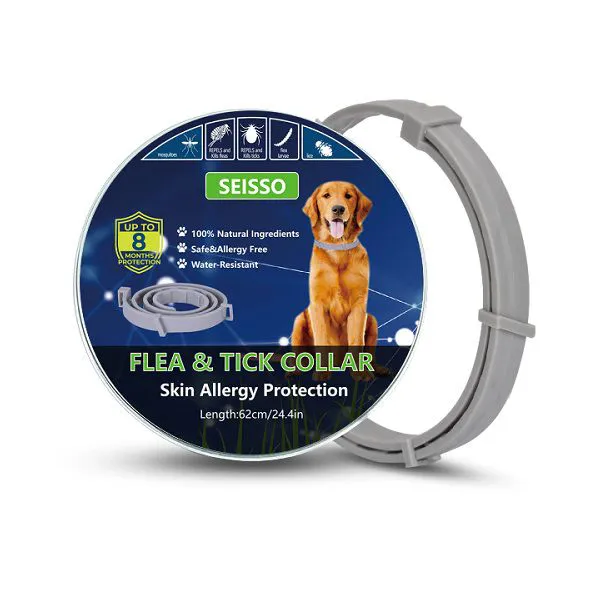 mosquitoes
REPELS and
Kills fleas
REPELS and
Kills ticks
flea
larvae
lice
SEISSO
UP TO
8
MONTHS
PROTECTION
100% Natural Ingredients
Safe&Allergy Free
Water-Resistant
FLEA & TICK COLLAR
Skin Allergy Protection
Length:62cm/24.4in